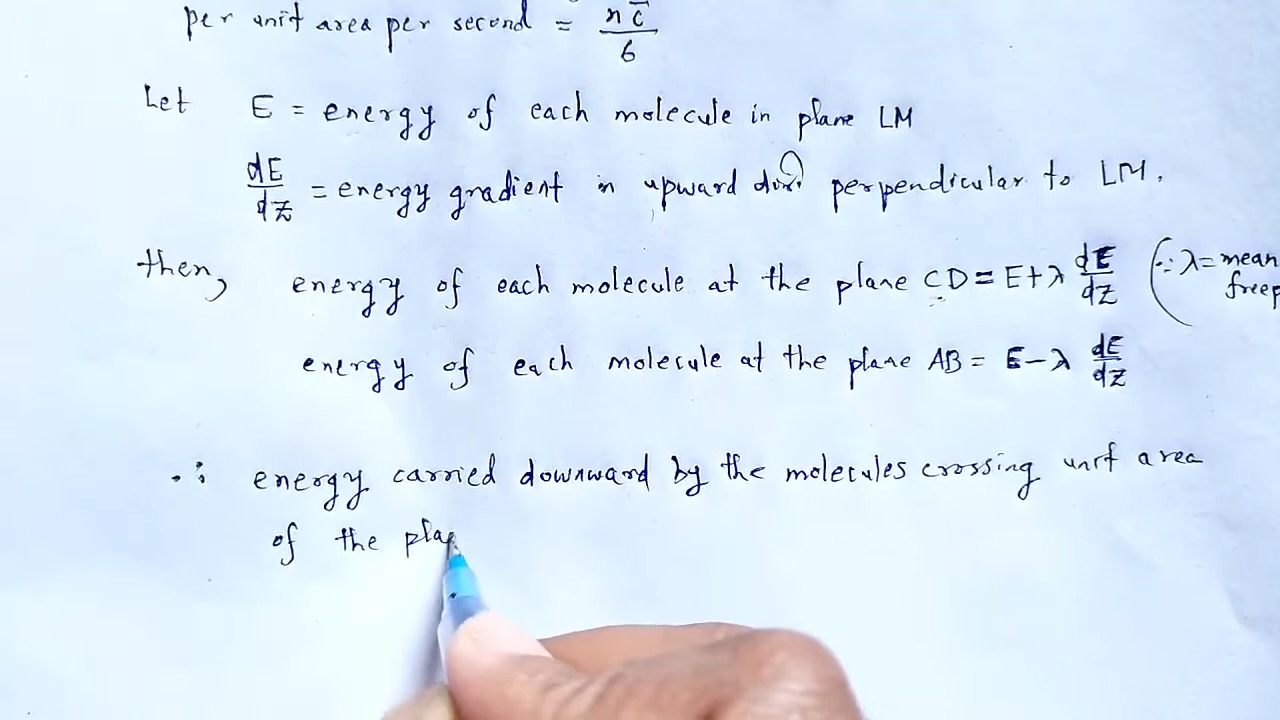 per unit area per second = n c̄ / 6
Let E = energy of each molecule in plane LM
dE/dz = energy gradient in upward dirⁿ perpendicular to LM.
then, energy of each molecule at the plane CD = E + λ dE/dz (∵ λ = mean
freep
energy of each molecule at the plane AB = E - λ dE/dz
∴ energy carried downward by the molecules crossing unit area
of the pla